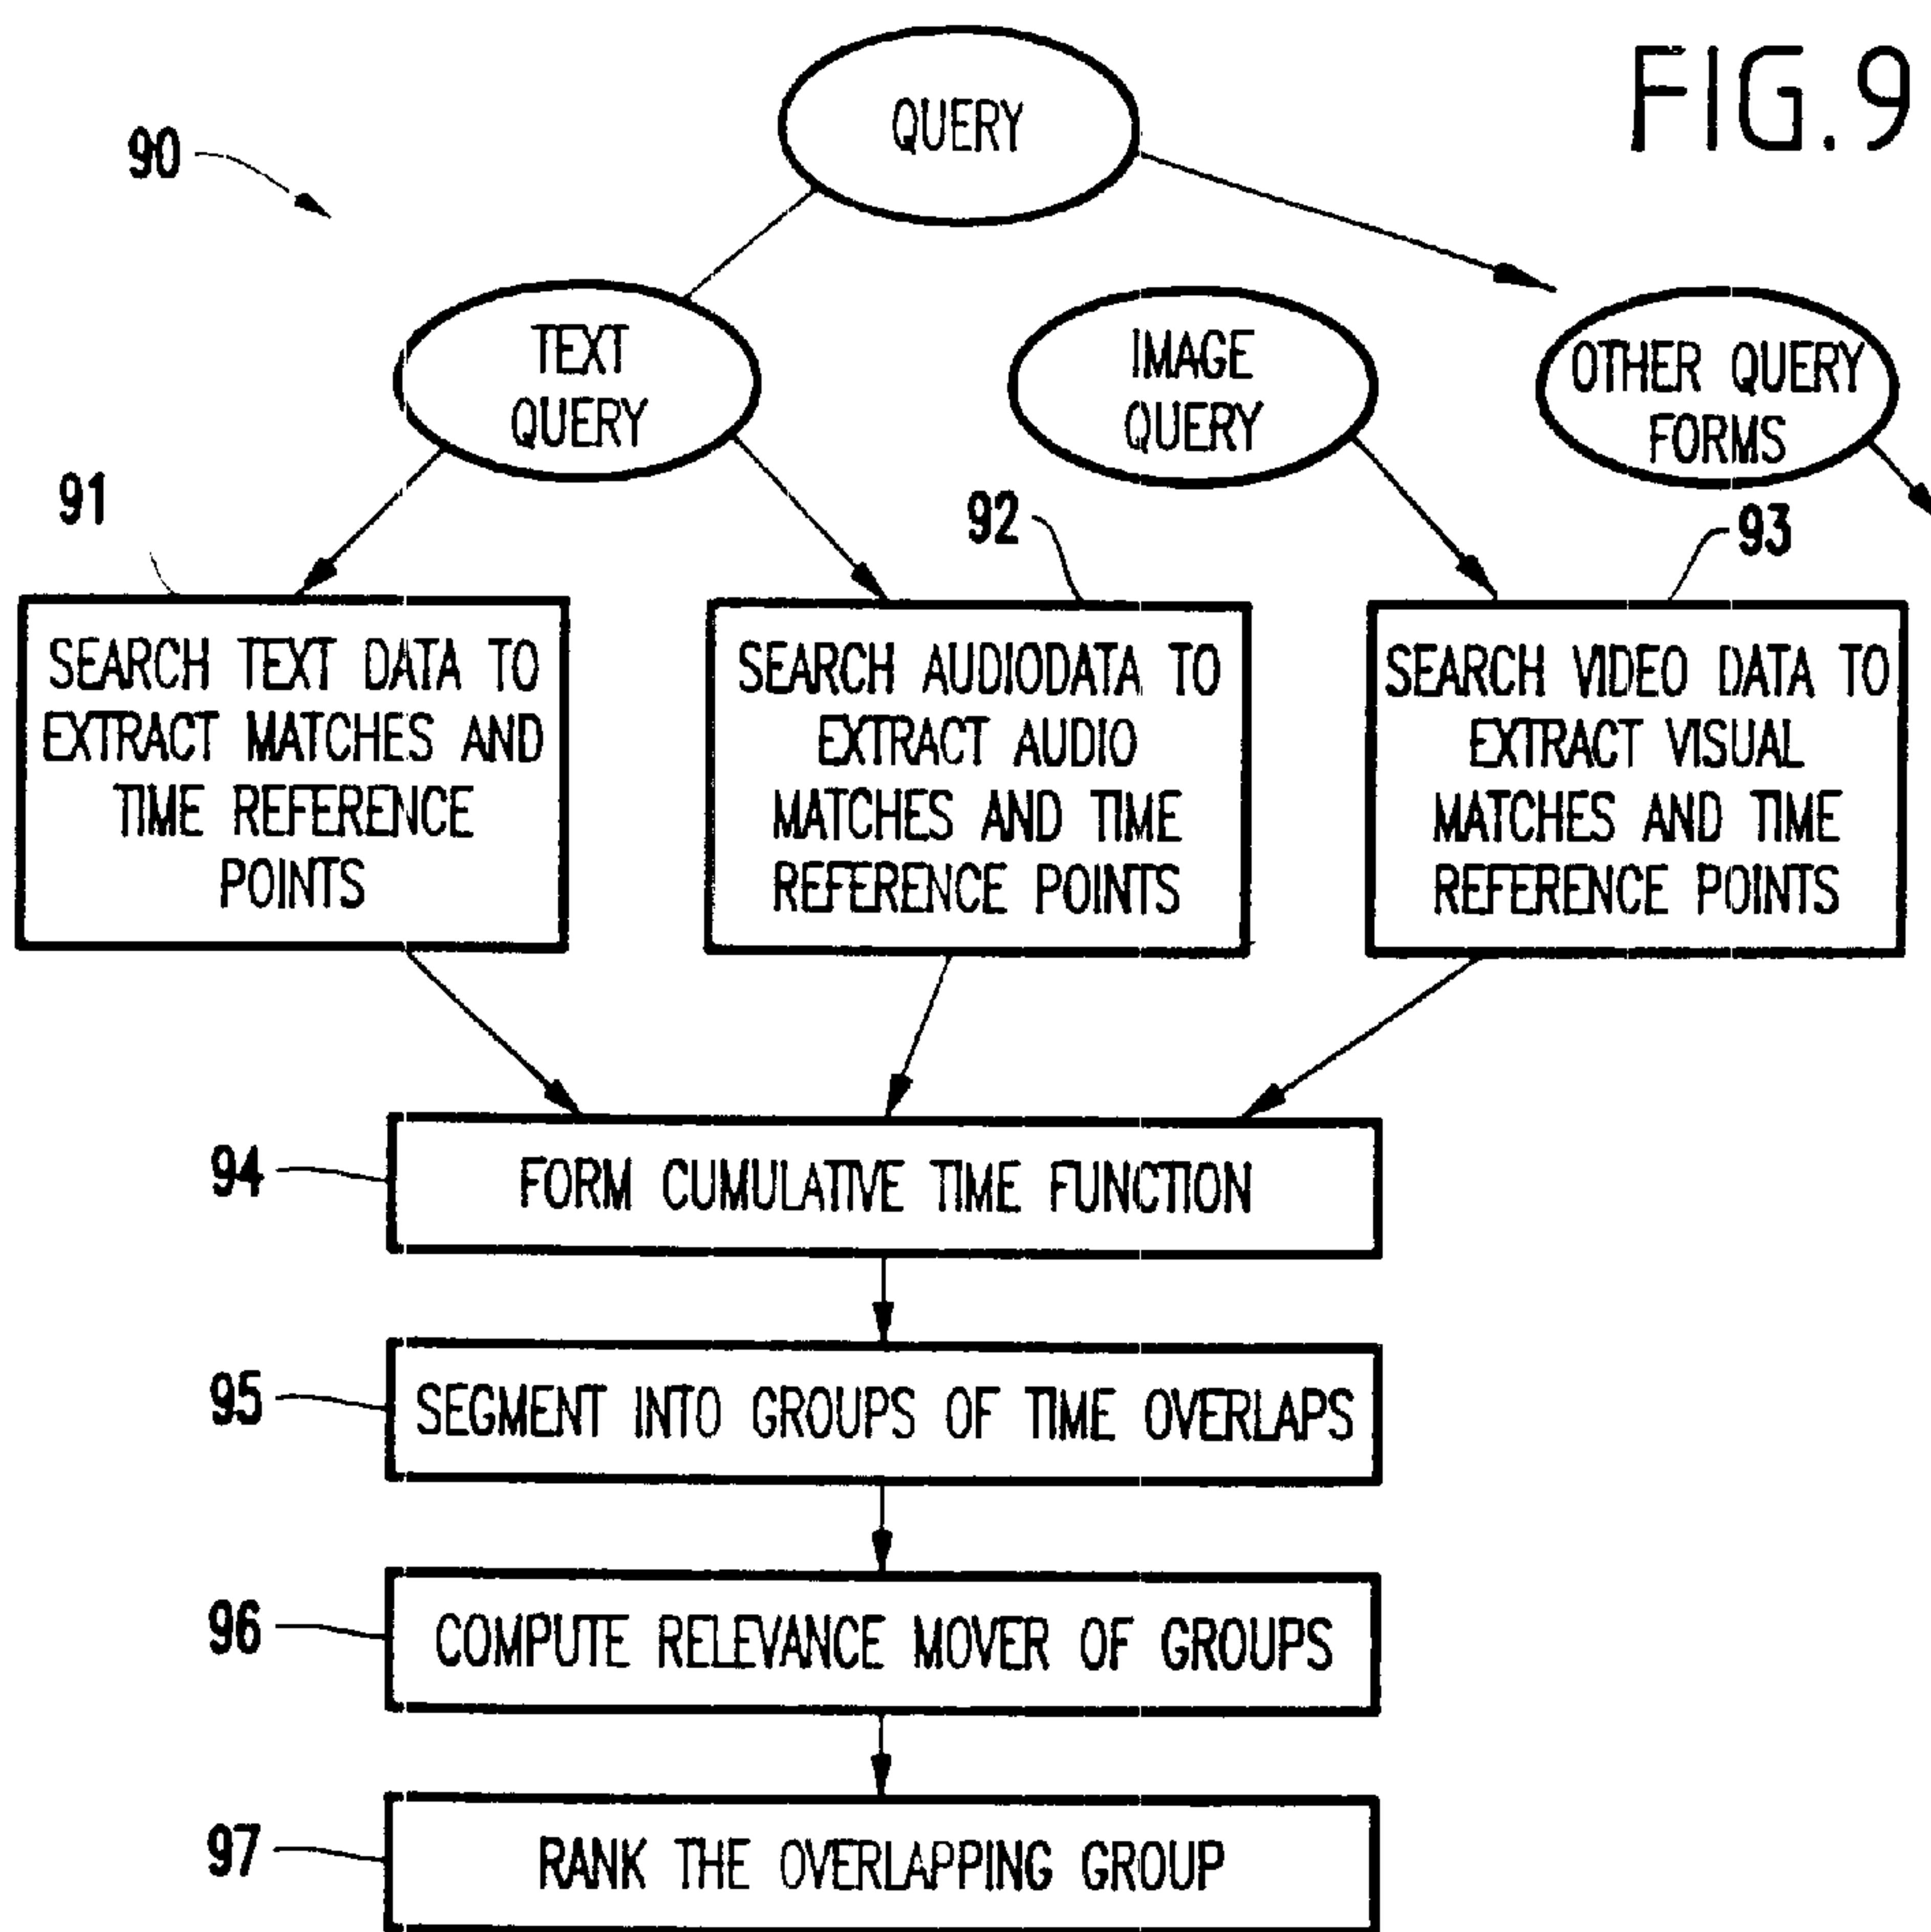 FIG.9
90
QUERY
TEXT
QUERY
IMAGE
QUERY
OTHER QUERY
FORMS
91
92
93
SEARCH TEXT DATA TO
EXTRACT MATCHES AND
TIME REFERENCE
POINTS
SEARCH AUDIODATA TO
EXTRACT AUDIO
MATCHES AND TIME
REFERENCE POINTS
SEARCH VIDEO DATA TO
EXTRACT VISUAL
MATCHES AND TIME
REFERENCE POINTS
94
FORM CUMULATIVE TIME FUNCTION
95
SEGMENT INTO GROUPS OF TIME OVERLAPS
96
COMPUTE RELEVANCE MOVER OF GROUPS
97
RANK THE OVERLAPPING GROUP